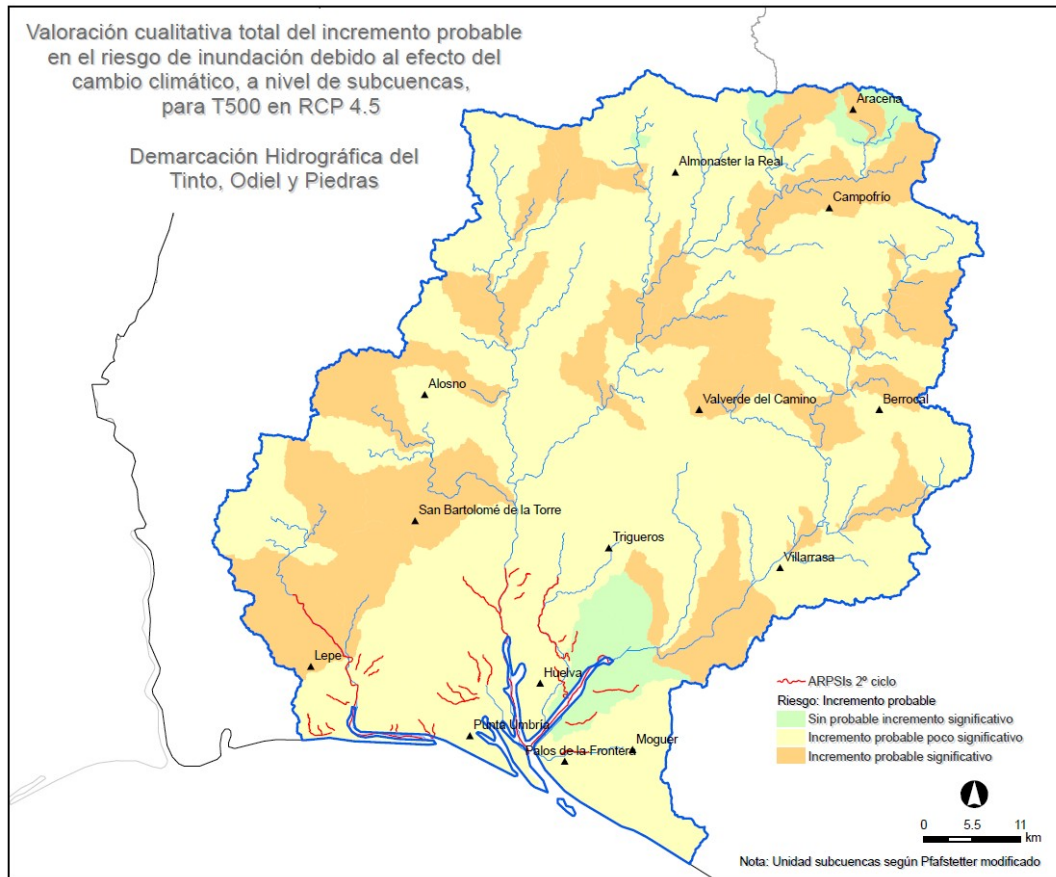 Valoración cualitativa total del incremento probable
en el riesgo de inundación debido al efecto del
cambio climático, a nivel de subcuencas,
para T500 en RCP 4.5
Demarcación Hidrográfica del
Tinto, Odiel y Piedras
Aracena
Almonaster la Real
Campofrío
Alosno
Valverde del Camino
Berrocal
San Bartolomé de la Torre
Trigueros
Villarrasa
Lepe
Huelva
Punta Umbría
Moguer
Palos de la Frontera
ARPSIs 2º ciclo
Riesgo: Incremento probable
Sin probable incremento significativo
Incremento probable poco significativo
Incremento probable significativo
0 5.5 11
km
Nota: Unidad subcuencas según Pfafstetter modificado